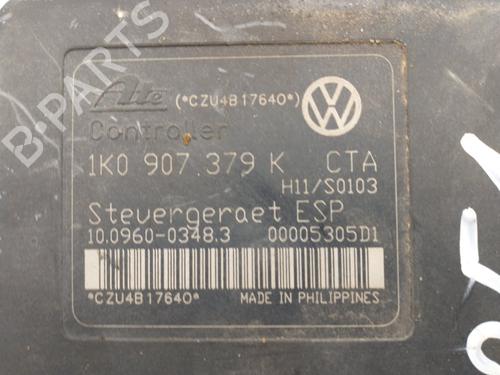 Ate (*CZU4B17640*)
Controller
1K0 907 379 K CTA
H11/S0103
Stevergeraet ESP
10.0960-0348.3 00005305D1
*CZU4B17640*
MADE IN PHILIPPINES
B-PARTS